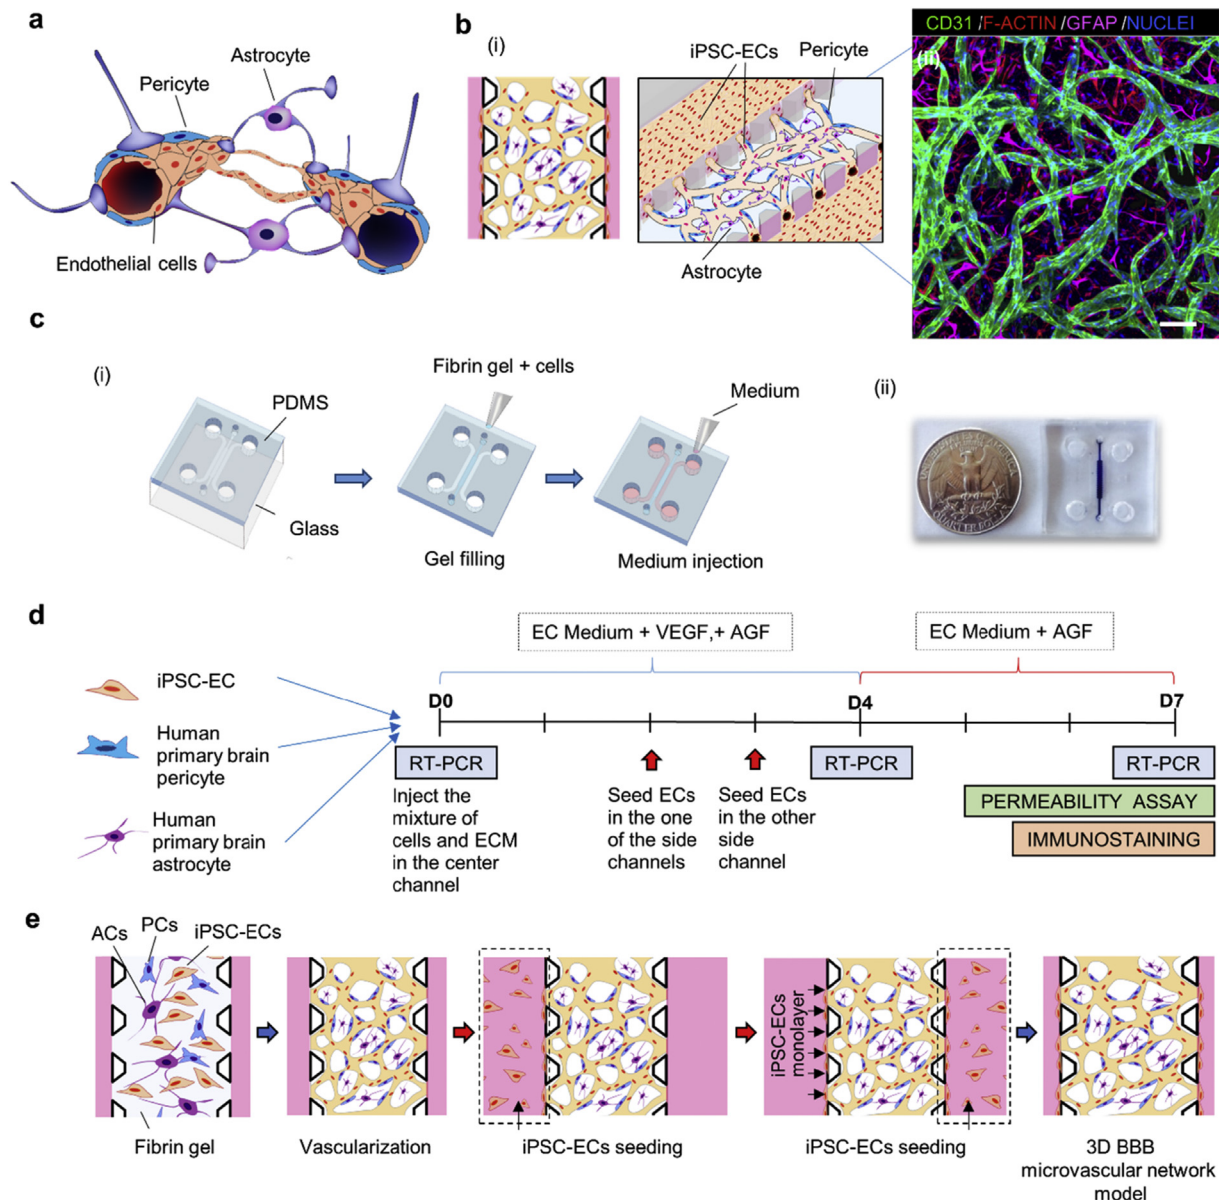 a
Astrocyte
Pericyte
Endothelial cells
b
(i)
iPSC-ECs
Pericyte
Astrocyte
CD31 /F-ACTIN/GFAP/NUCLEI
(ii)
c
(i)
PDMS
Glass
Fibrin gel + cells
Gel filling
Medium
Medium injection
(ii)
QUARTER DOLLAR
d
EC Medium + VEGF,+ AGF
EC Medium + AGF
iPSC-EC
Human
primary brain
pericyte
Human
primary brain
astrocyte
D0
D4
D7
RT-PCR
RT-PCR
RT-PCR
Inject the
mixture of
cells and ECM
in the center
channel
Seed ECs
in the one
of the side
channels
Seed ECs
in the other
side
channel
PERMEABILITY ASSAY
IMMUNOSTAINING
e
ACs
PCs
iPSC-ECs
Fibrin gel
Vascularization
iPSC-ECs seeding
iPSC-ECs
monolayer
iPSC-ECs seeding
3D BBB
microvascular network
model